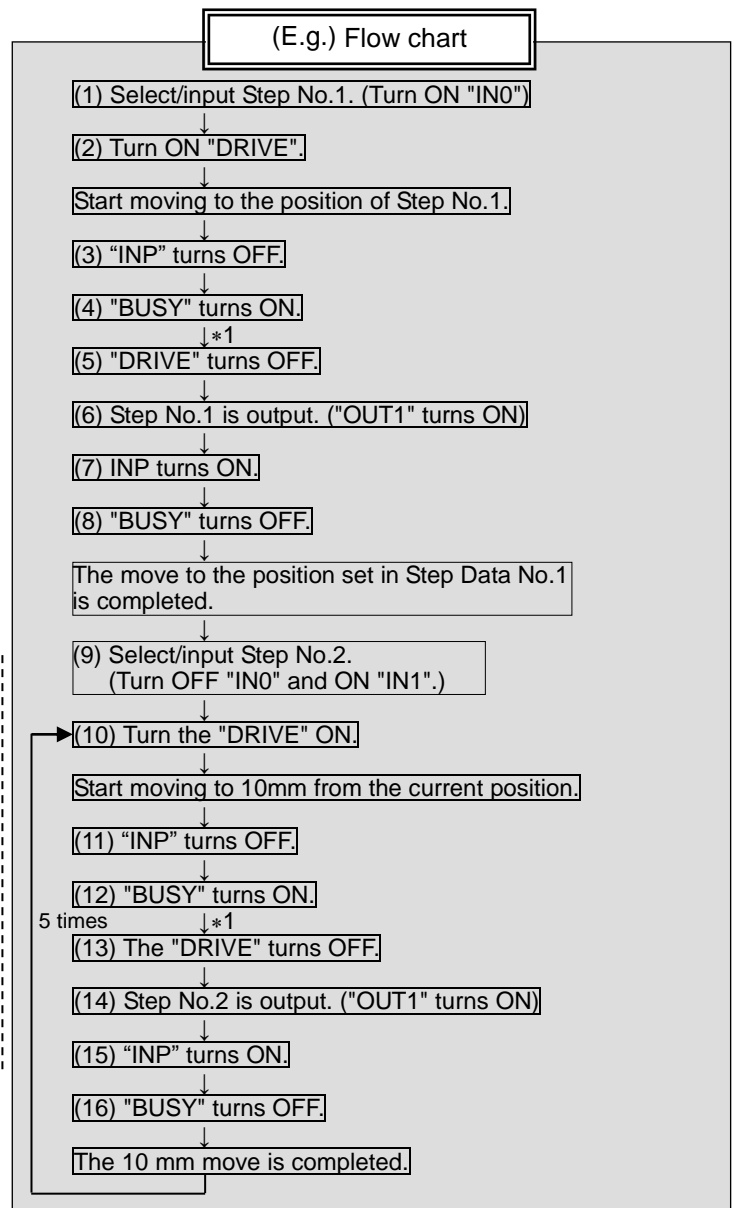 (E.g.) Flow chart
(1) Select/input Step No.1. (Turn ON "IN0")
↓
(2) Turn ON "DRIVE".
↓
Start moving to the position of Step No.1.
↓
(3) “INP” turns OFF.
↓
(4) "BUSY" turns ON.
↓*1
(5) "DRIVE" turns OFF.
↓
(6) Step No.1 is output. ("OUT1" turns ON)
↓
(7) INP turns ON.
↓
(8) "BUSY" turns OFF.
↓
The move to the position set in Step Data No.1
is completed.
↓
(9) Select/input Step No.2.
(Turn OFF "IN0" and ON "IN1".)
↓
(10) Turn the "DRIVE" ON.
↓
Start moving to 10mm from the current position.
↓
(11) “INP” turns OFF.
↓
(12) "BUSY" turns ON.
5 times ↓*1
(13) The "DRIVE" turns OFF.
↓
(14) Step No.2 is output. ("OUT1" turns ON)
↓
(15) “INP” turns ON.
↓
(16) "BUSY" turns OFF.
↓
The 10 mm move is completed.